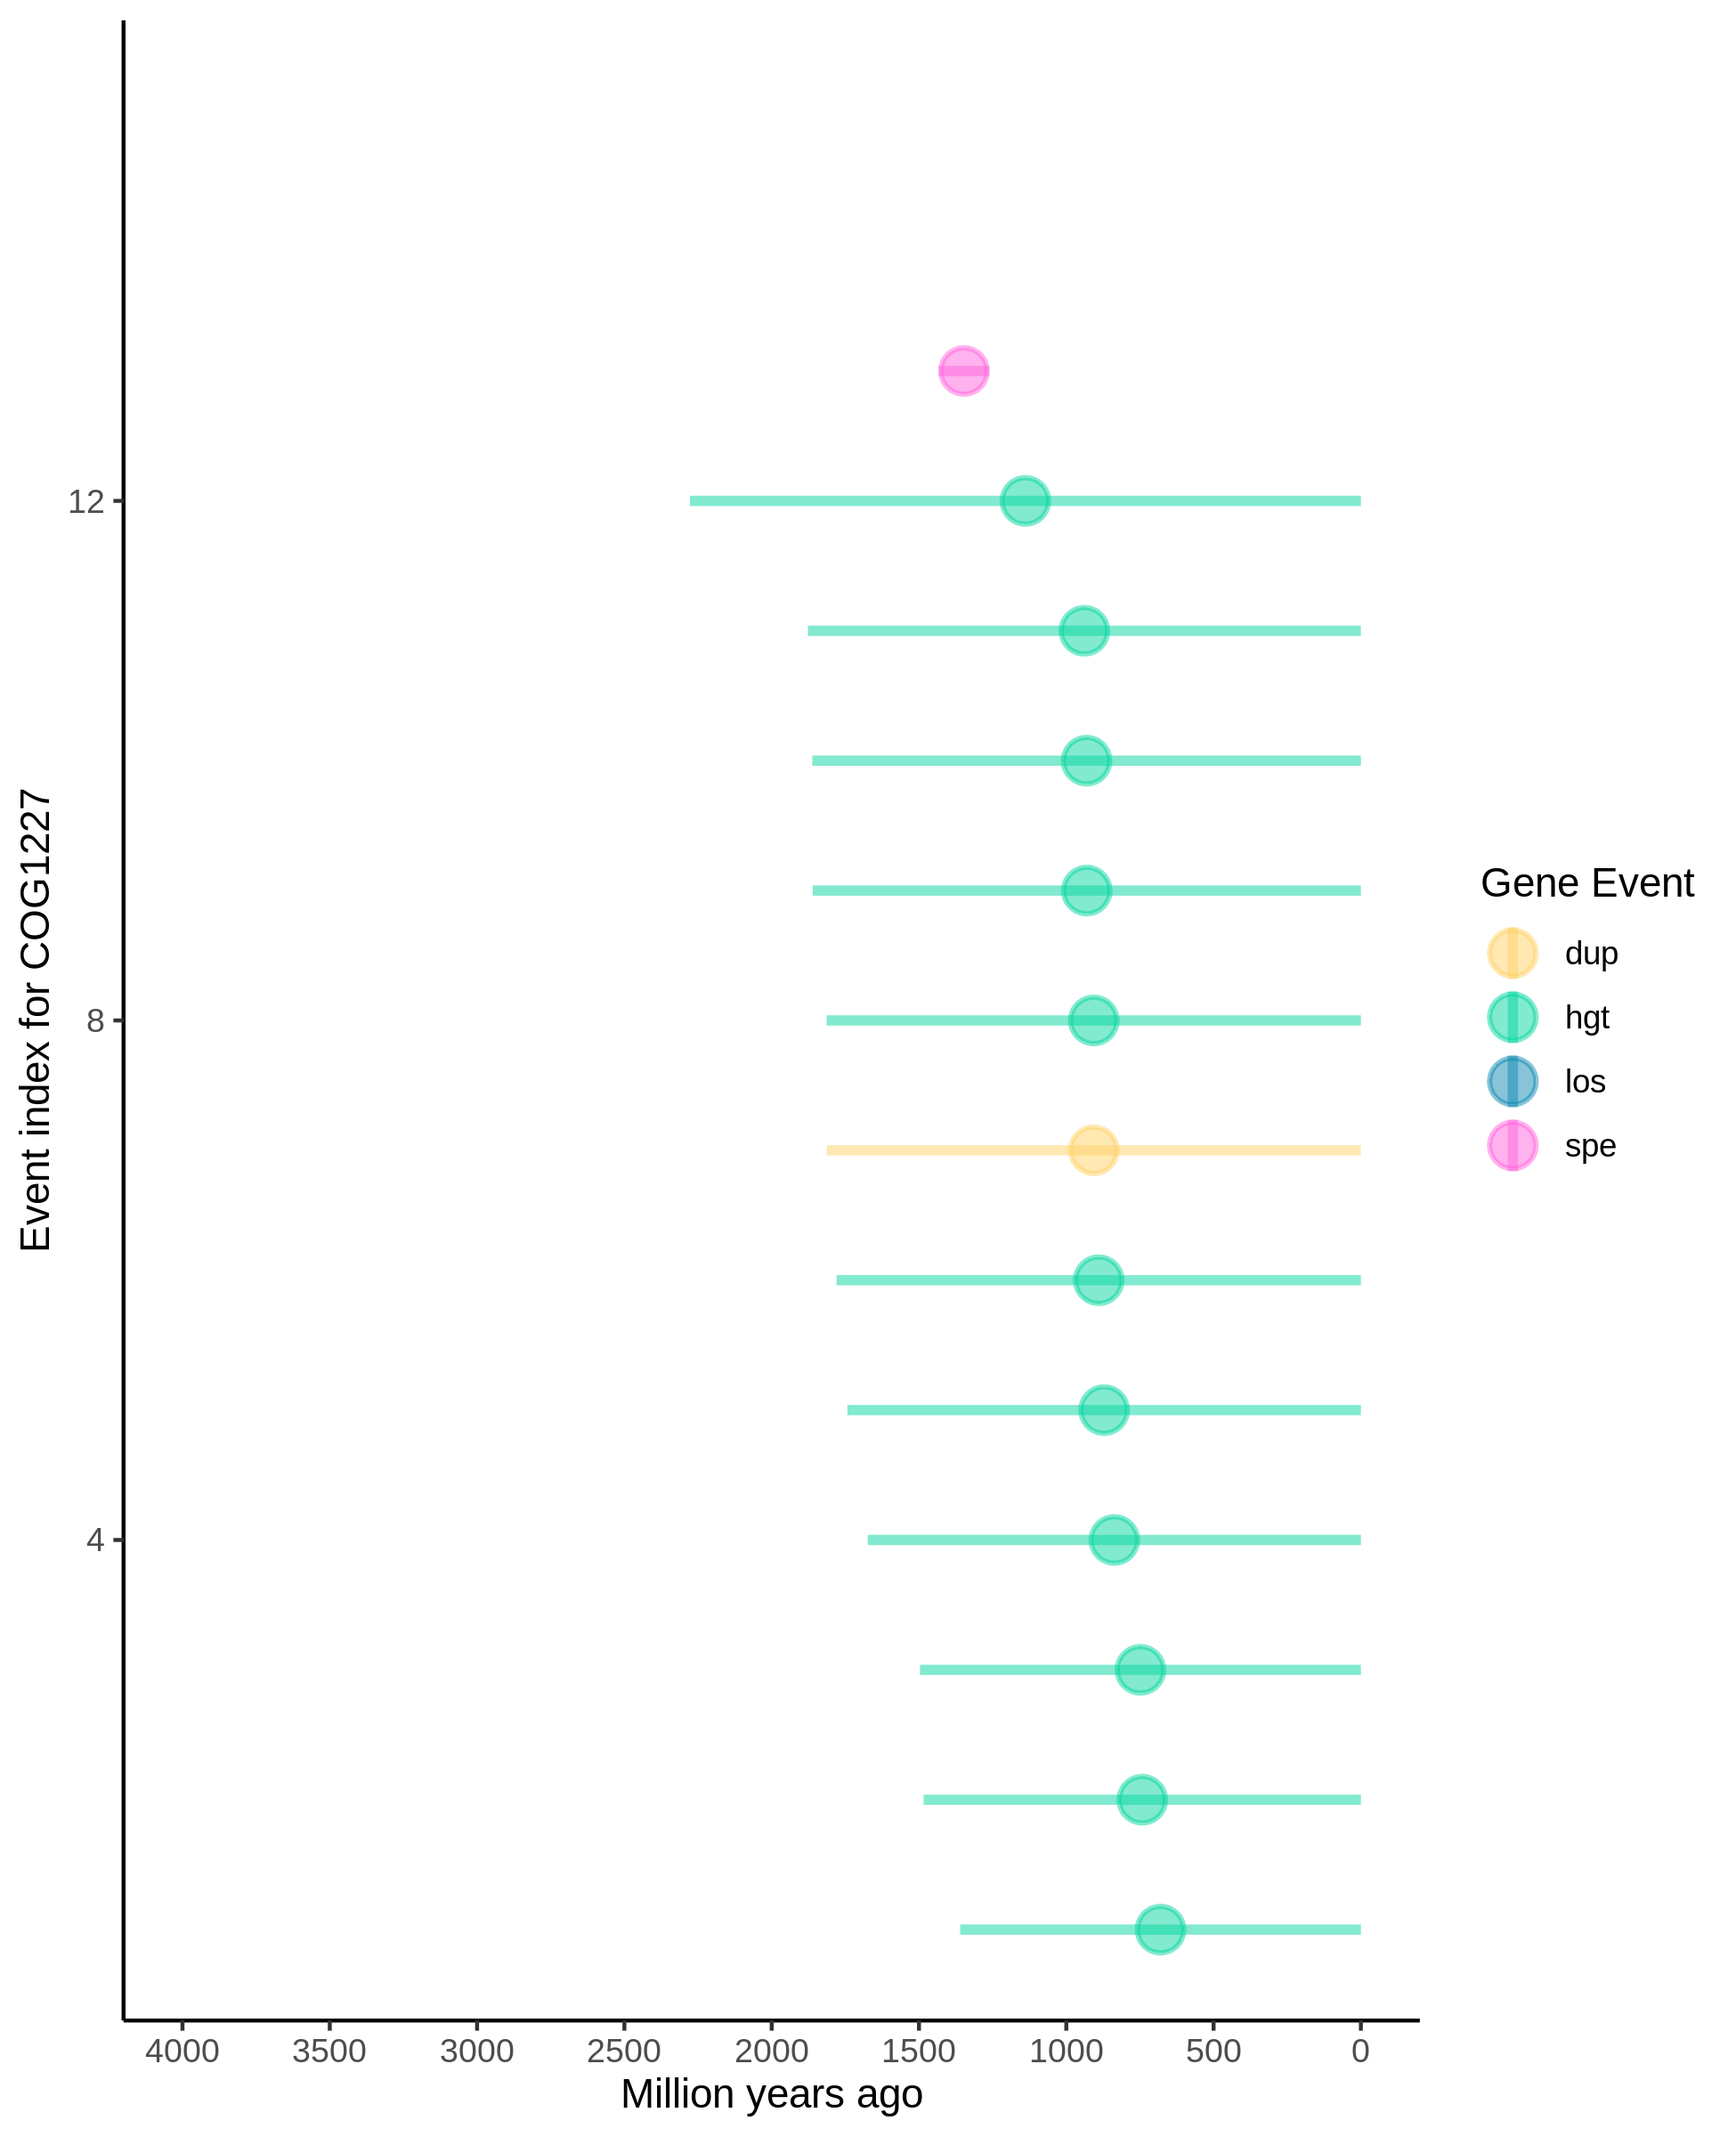 Event index for COG1227
12
8
4
4000 3500 3000 2500 2000 1500 1000 500 0
Million years ago
Gene Event
dup
hgt
los
spe